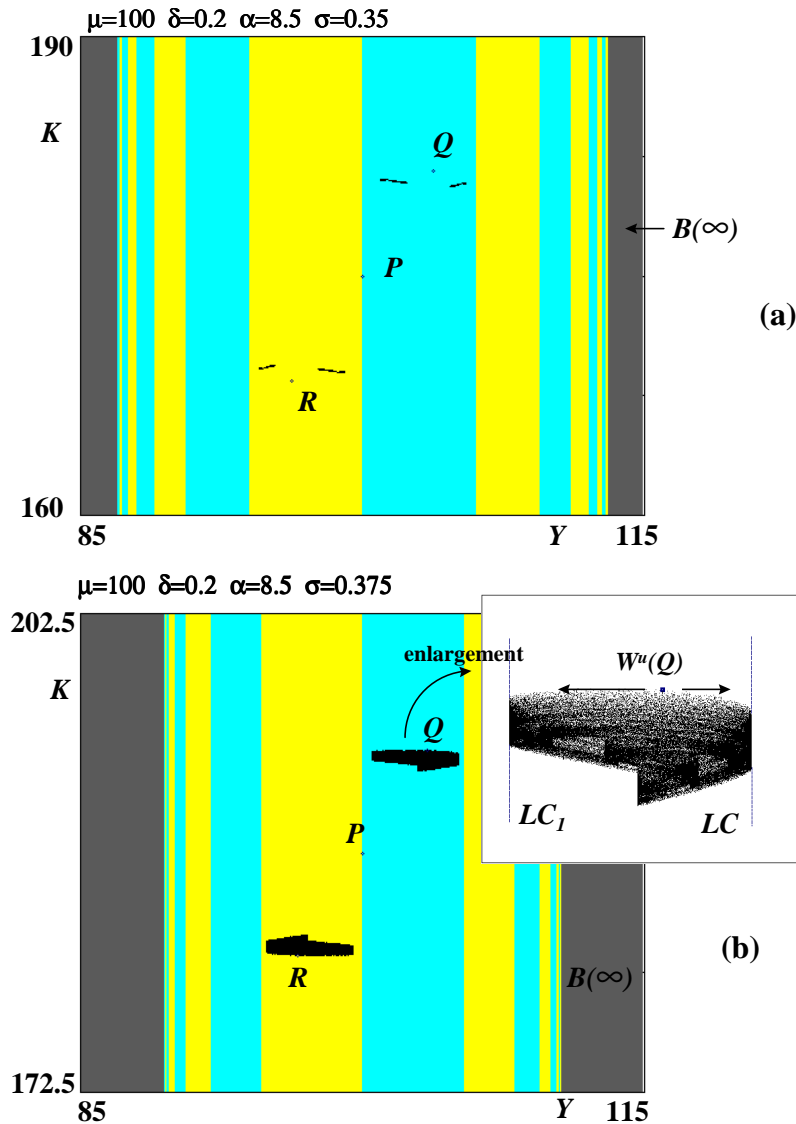 μ=100 δ=0.2 α=8.5 σ=0.35
190
K
Q
B(∞)
P
(a)
R
160
85
Y
115
μ=100 δ=0.2 α=8.5 σ=0.375
202.5
enlargement
Wᵘ(Q)
K
Q
LC₁
LC
P
(b)
R
B(∞)
172.5
85
Y
115